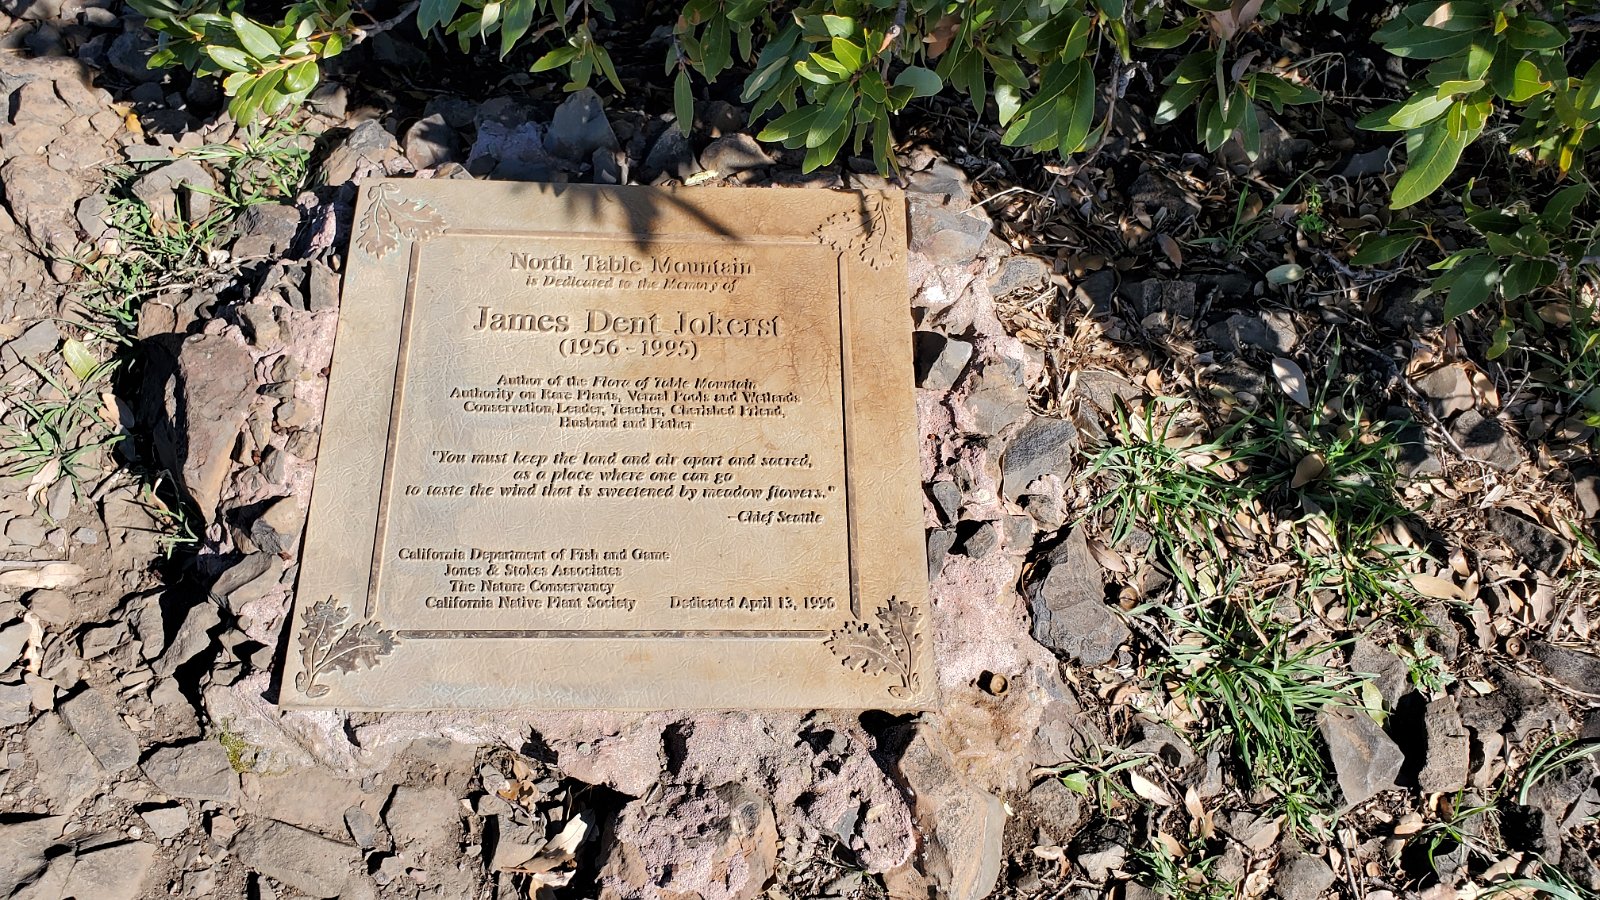 North Table Mountain
is Dedicated to the Memory of
James Dent Jokerst
(1956 - 1995)
Author of the Flora of Table Mountain
Authority on Rare Plants, Vernal Pools and Wetlands
Conservation Leader, Teacher, Cherished Friend,
Husband and Father
"You must keep the land and air apart and sacred,
as a place where one can go
to taste the wind that is sweetened by meadow flowers."
–Chief Seattle
California Department of Fish and Game
Jones & Stokes Associates
The Nature Conservancy
California Native Plant Society Dedicated April 13, 1996